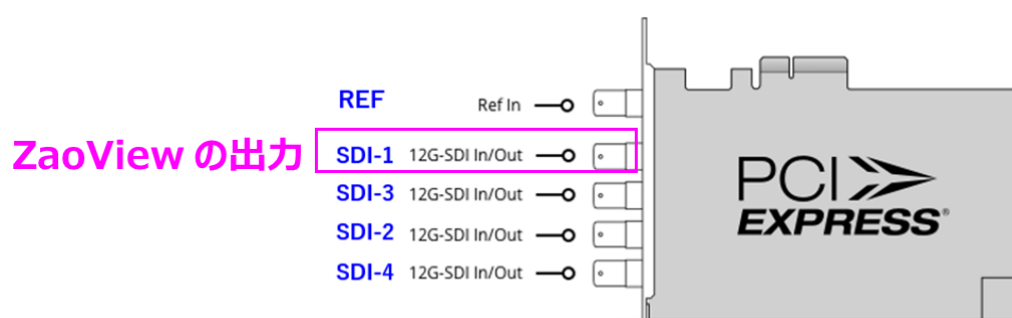 REF Ref In
ZaoView の出力 SDI-1 12G-SDI In/Out
SDI-3 12G-SDI In/Out
SDI-2 12G-SDI In/Out
SDI-4 12G-SDI In/Out
PCI
EXPRESS®